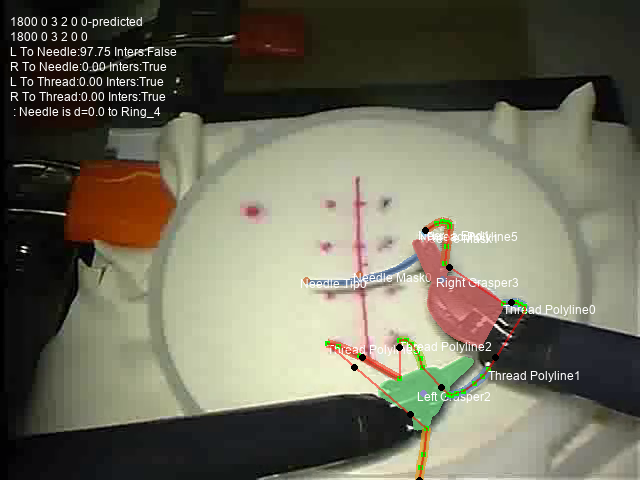 1800 0 3 2 0 0-predicted
1800 0 3 2 0 0
L To Needle:97.75 Inters:False
R To Needle:0.00 Inters:True
L To Thread:0.00 Inters:True
R To Thread:0.00 Inters:True
: Needle is d=0.0 to Ring_4
Needle Tip0
Needle Mask0
Right Grasper3
Thread Polyline0
Thread Polyline2
Thread Polyline1
Left Grasper2